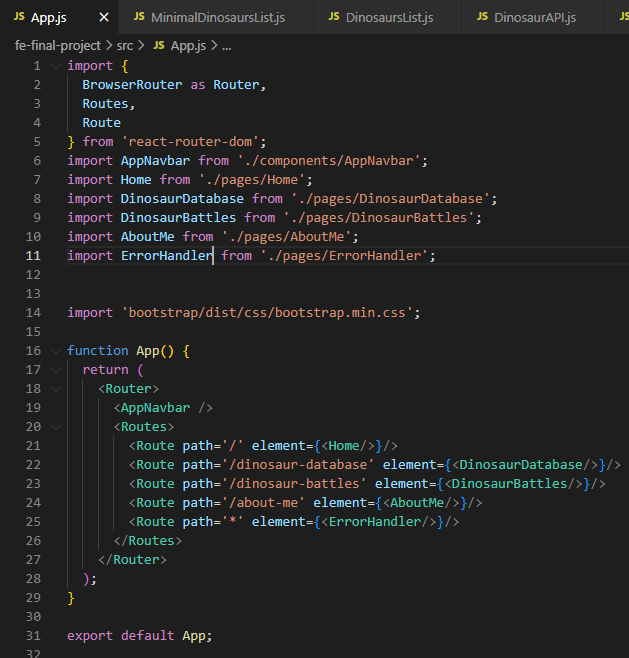 JS App.js × JS MinimalDinosaursList.js JS DinosaursList.js JS DinosaurAPI.js JS
fe-final-project > src > JS App.js > ...
1 import {
2   BrowserRouter as Router,
3   Routes,
4   Route
5 } from 'react-router-dom';
6 import AppNavbar from './components/AppNavbar';
7 import Home from './pages/Home';
8 import DinosaurDatabase from './pages/DinosaurDatabase';
9 import DinosaurBattles from './pages/DinosaurBattles';
10 import AboutMe from './pages/AboutMe';
11 import ErrorHandler from './pages/ErrorHandler';
12
13
14 import 'bootstrap/dist/css/bootstrap.min.css';
15
16 function App() {
17   return (
18     <Router>
19       <AppNavbar />
20       <Routes>
21         <Route path='/' element={<Home/>}/>
22         <Route path='/dinosaur-database' element={<DinosaurDatabase/>}/>
23         <Route path='/dinosaur-battles' element={<DinosaurBattles/>}/>
24         <Route path='/about-me' element={<AboutMe/>}/>
25         <Route path='*' element={<ErrorHandler/>}/>
26       </Routes>
27     </Router>
28   );
29 }
30
31 export default App;
32